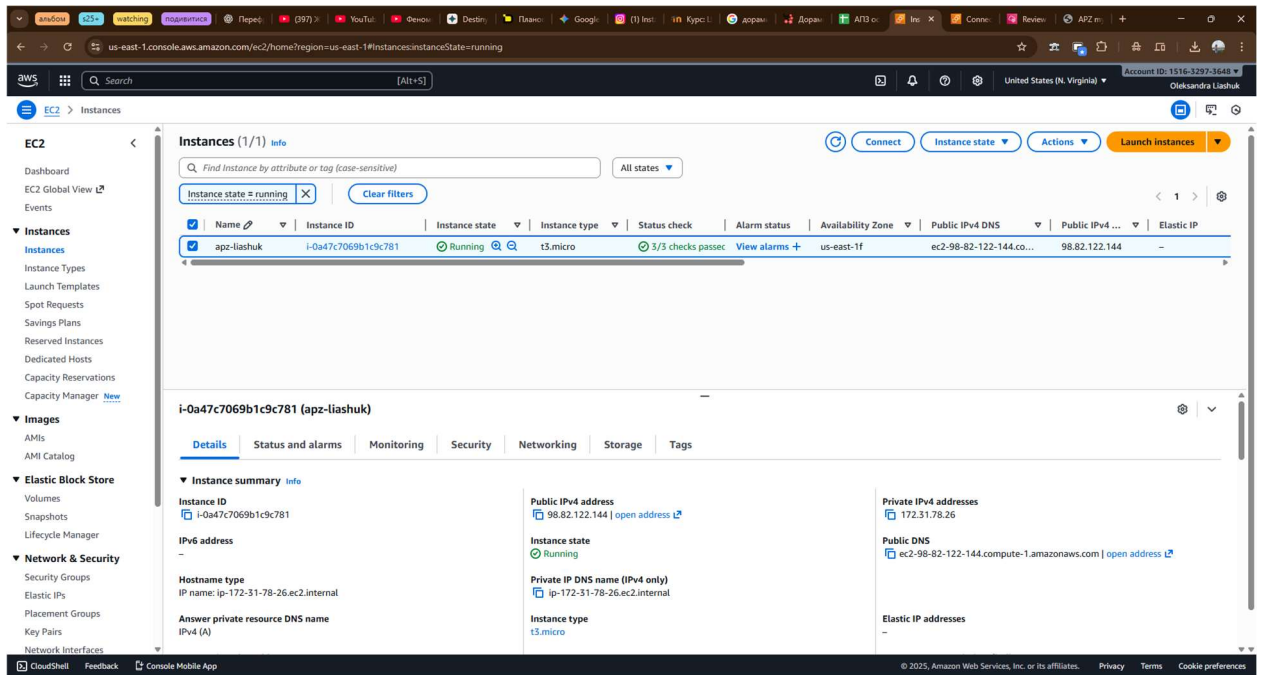 альбом s25+ watching подивитися Переф (397) YouTub Феном Destiny Планс Google (1) Inst Курс: дорам Дорам АПЗ ос Ins Connec Review APZ m
us-east-1.console.aws.amazon.com/ec2/home?region=us-east-1#Instances:instanceState=running
aws Search [Alt+S] United States (N. Virginia) Account ID: 1516-3297-3648
Oleksandra Liashuk
EC2 > Instances
EC2
Dashboard
EC2 Global View
Events
Instances
Instances
Instance Types
Launch Templates
Spot Requests
Savings Plans
Reserved Instances
Dedicated Hosts
Capacity Reservations
Capacity Manager New
Images
AMIs
AMI Catalog
Elastic Block Store
Volumes
Snapshots
Lifecycle Manager
Network & Security
Security Groups
Elastic IPs
Placement Groups
Key Pairs
Network Interfaces
Instances (1/1) Info Connect Instance state Actions Launch instances
Find Instance by attribute or tag (case-sensitive) All states
Instance state = running Clear filters 1
Name Instance ID Instance state Instance type Status check Alarm status Availability Zone Public IPv4 DNS Public IPv4 ... Elastic IP
apz-liashuk i-0a47c7069b1c9c781 Running t3.micro 3/3 checks passec View alarms + us-east-1f ec2-98-82-122-144.co... 98.82.122.144 –
i-0a47c7069b1c9c781 (apz-liashuk)
Details Status and alarms Monitoring Security Networking Storage Tags
Instance summary Info
Instance ID Public IPv4 address Private IPv4 addresses
i-0a47c7069b1c9c781 98.82.122.144 | open address 172.31.78.26
IPv6 address Instance state Public DNS
– Running ec2-98-82-122-144.compute-1.amazonaws.com | open address
Hostname type Private IP DNS name (IPv4 only)
IP name: ip-172-31-78-26.ec2.internal ip-172-31-78-26.ec2.internal
Answer private resource DNS name Instance type Elastic IP addresses
IPv4 (A) t3.micro –
CloudShell Feedback Console Mobile App © 2025, Amazon Web Services, Inc. or its affiliates. Privacy Terms Cookie preferences